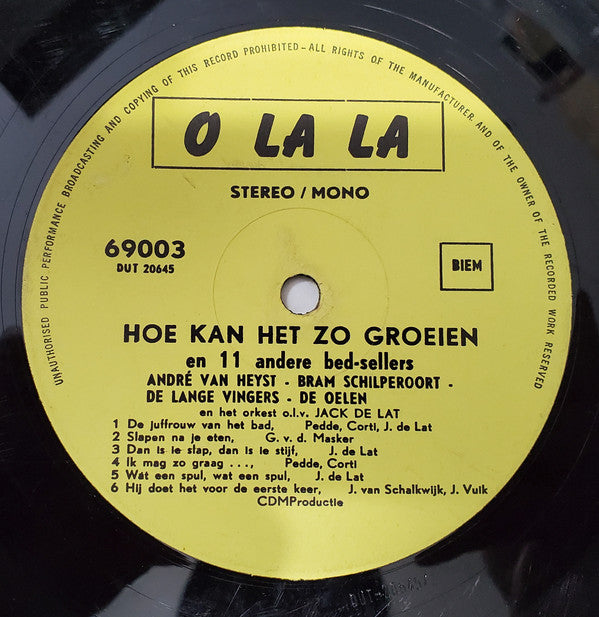 UNAUTHORISED PUBLIC PERFORMANCE BROADCASTING AND COPYING OF THIS RECORD PROHIBITED-ALL RIGHTS OF THE MANUFACTURER AND OF THE OWNER OF THE RECORDED WORK RESERVED
O LA LA
STEREO / MONO
69003
DUT 20645
BIEM
HOE KAN HET ZO GROEIEN
en 11 andere bed-sellers
ANDRÉ VAN HEYST - BRAM SCHILPEROORT -
DE LANGE VINGERS - DE OELEN
en het orkest o.l.v. JACK DE LAT
1 De juffrouw van het bad, Pedde, Corti, J. de Lat
2 Slapen na je eten, G. v. d. Masker
3 Dan is ie slap, dan is ie stijf, J. de Lat
4 Ik mag zo graag ..., Pedde, Corti
5 Wát een spul, wat een spul, J. de Lat
6 Hij doet het voor de eerste keer, J. van Schalkwijk, J. Vuik
CDMProductie